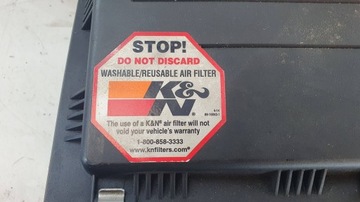 STOP!
DO NOT DISCARD
WASHABLE/REUSABLE AIR FILTER
K&N®
The use of a K&N® air filter will not
void your vehicle's warranty
1-800-858-3333
www.knfilters.com®